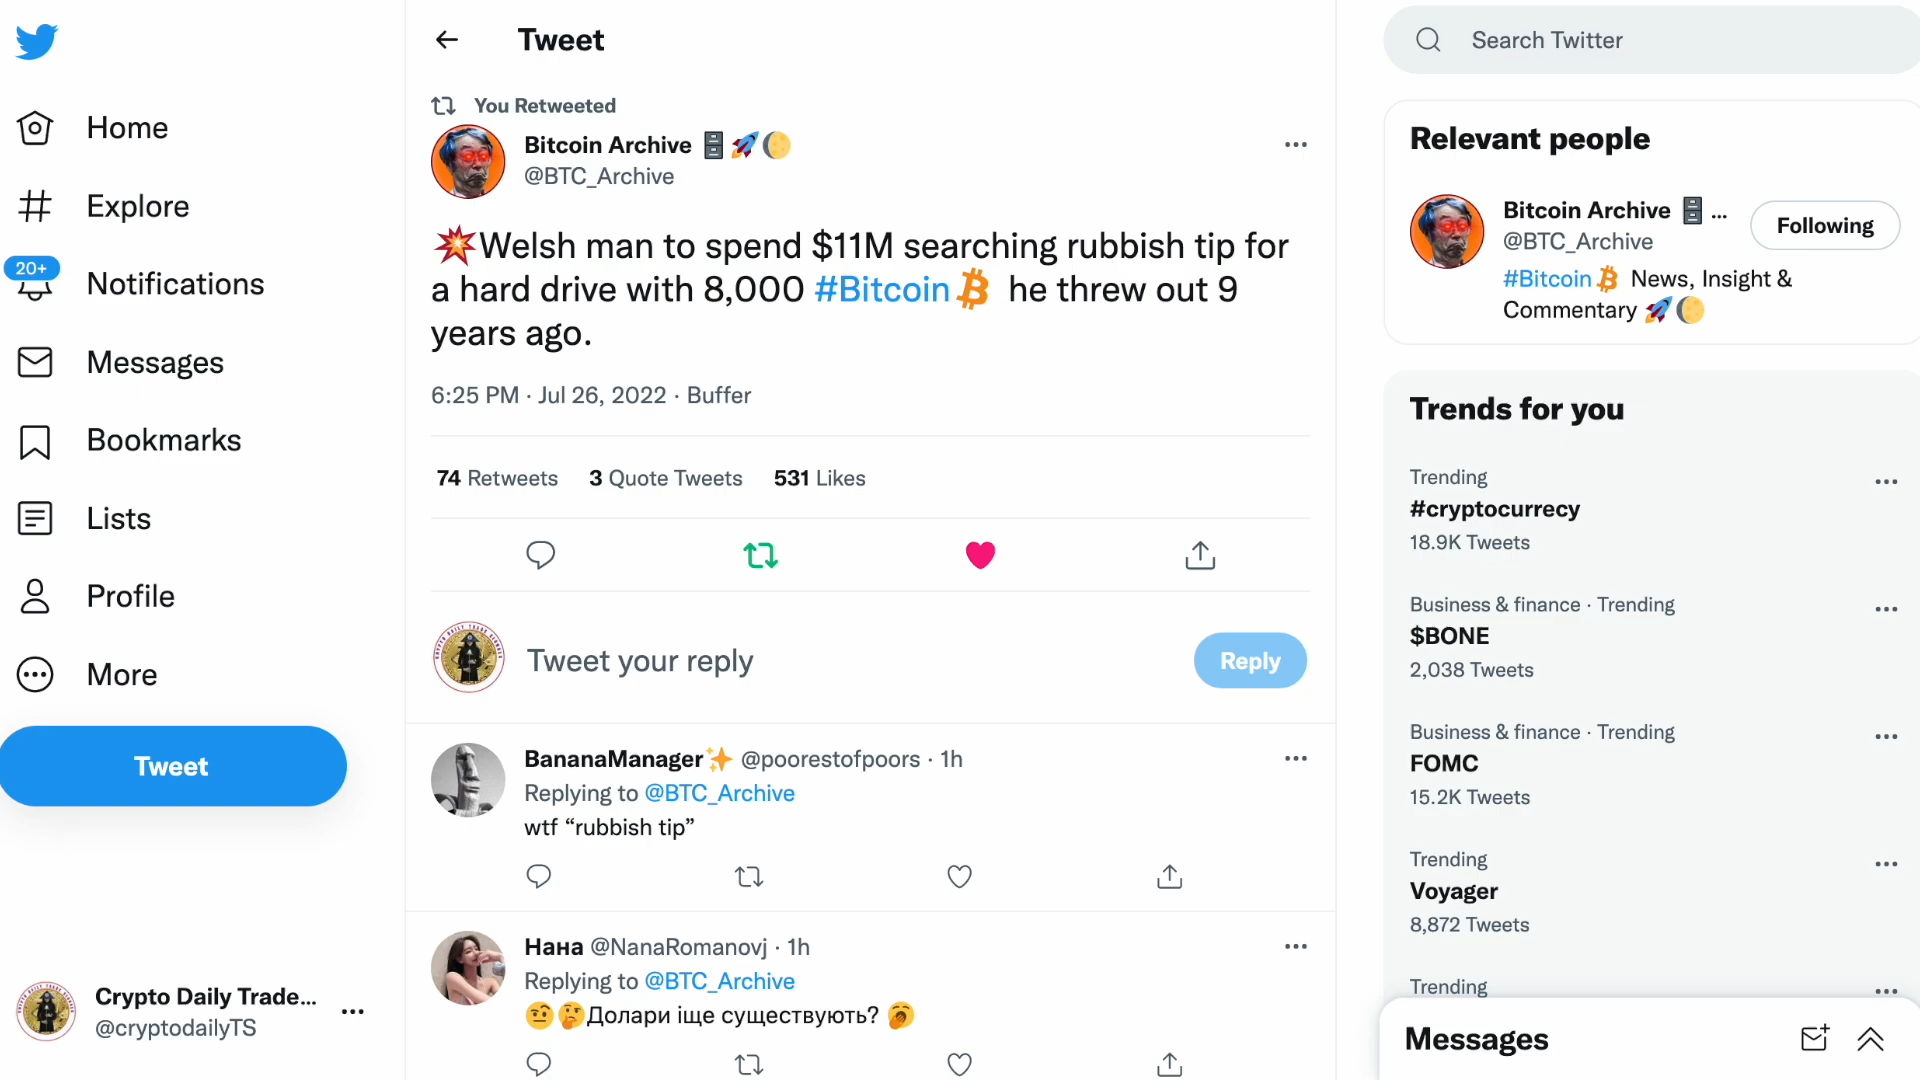 Home
Explore
20+
Notifications
Messages
Bookmarks
Lists
Profile
More
Tweet
Crypto Daily Trade...
@cryptodailyTS
Tweet
You Retweeted
Bitcoin Archive 🗄🚀🌔
@BTC_Archive
💥Welsh man to spend $11M searching rubbish tip for
a hard drive with 8,000 #Bitcoin₿ he threw out 9
years ago.
6:25 PM · Jul 26, 2022 · Buffer
74 Retweets 3 Quote Tweets 531 Likes
Tweet your reply
Reply
BananaManager✨ @poorestofpoors · 1h
Replying to @BTC_Archive
wtf “rubbish tip”
Нана @NanaRomanovj · 1h
Replying to @BTC_Archive
🤨🤔Долари іще существують? 🥱
Search Twitter
Relevant people
Bitcoin Archive 🗄 ...
@BTC_Archive
Following
#Bitcoin₿ News, Insight &
Commentary 🚀🌔
Trends for you
Trending
#cryptocurrecy
18.9K Tweets
Business & finance · Trending
$BONE
2,038 Tweets
Business & finance · Trending
FOMC
15.2K Tweets
Trending
Voyager
8,872 Tweets
Trending
Messages